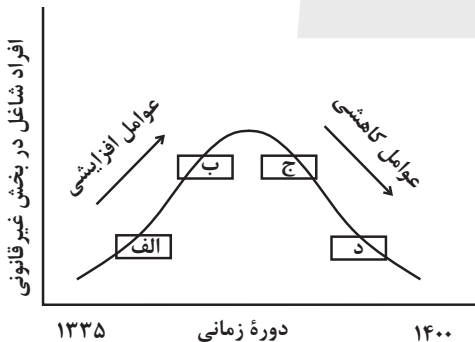 افراد شاغل در بخش غیرقانونی
عوامل افزایشی
عوامل کاهشی
ب
ج
الف
د
۱۳۳۵
دورهٔ زمانی
۱۴۰۰